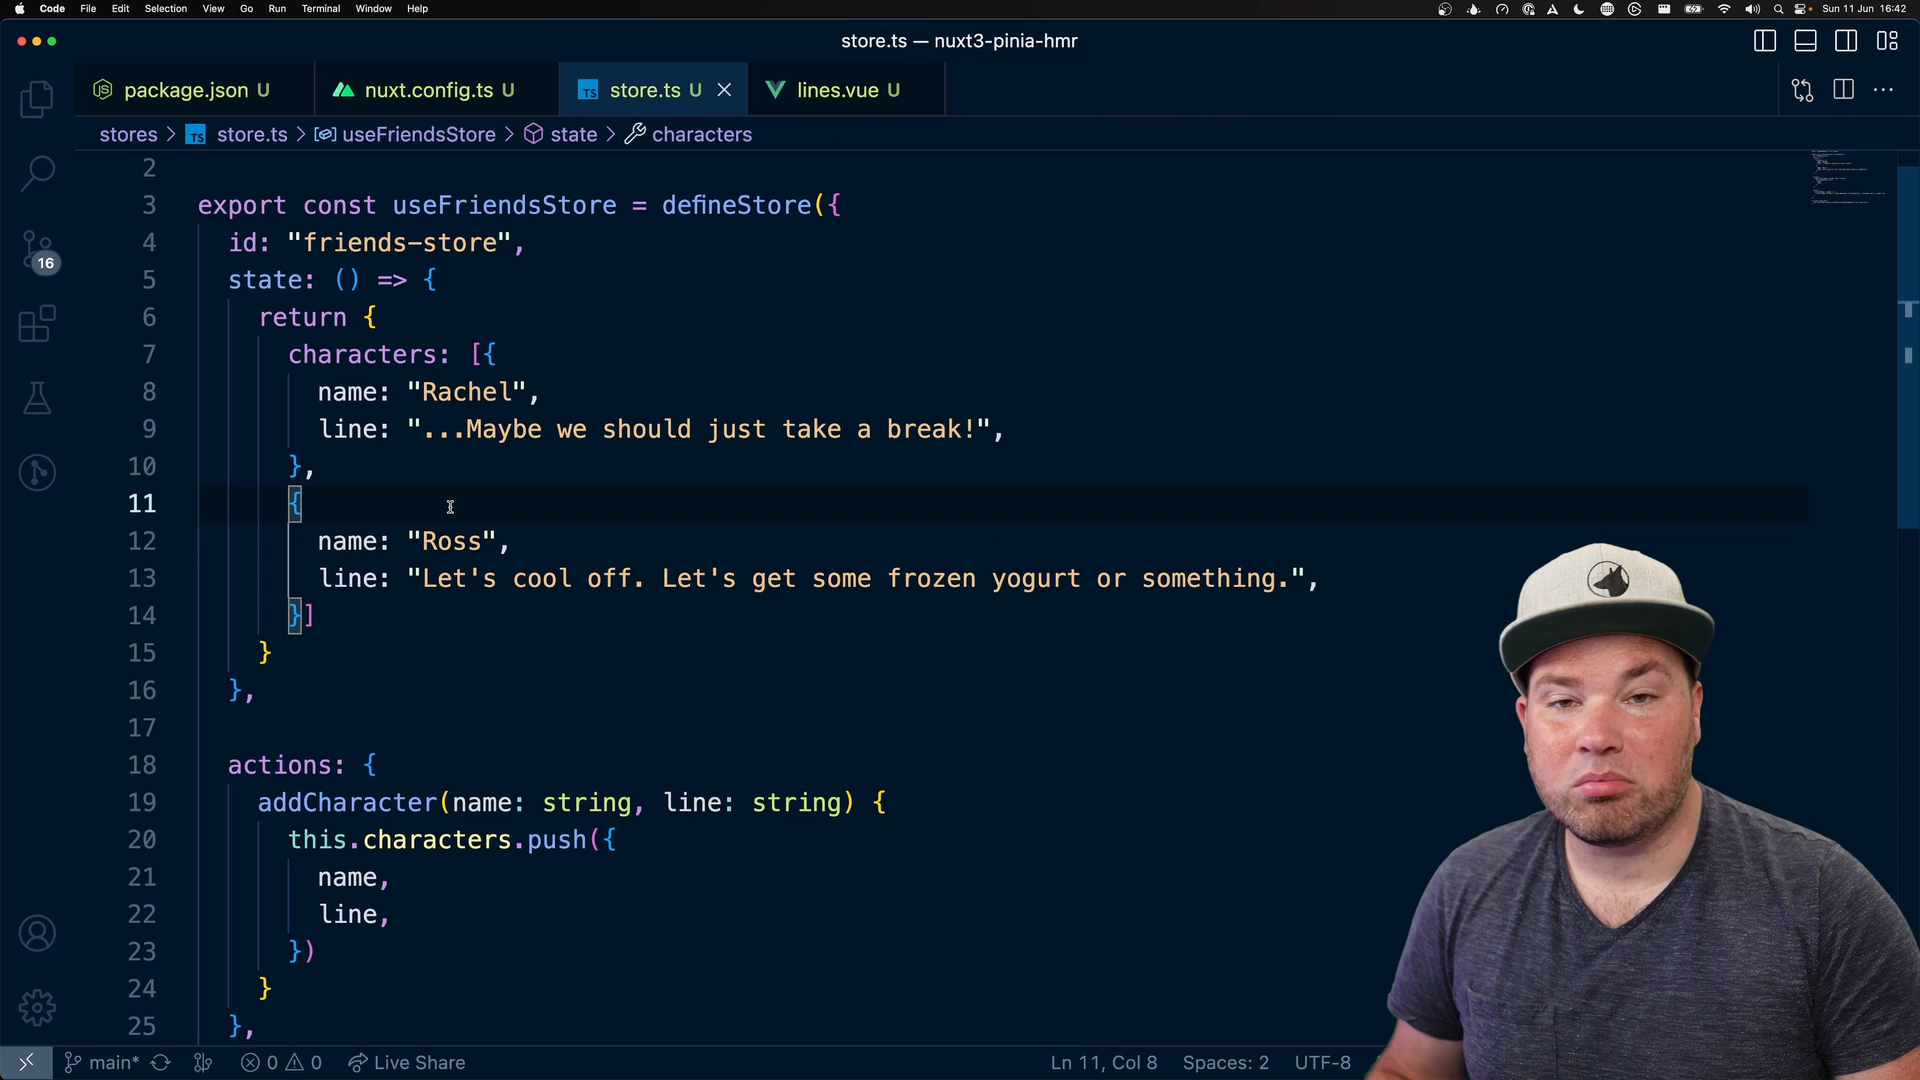 Code File Edit Selection View Go Run Terminal Window Help Sun 11 Jun 16:42
store.ts — nuxt3-pinia-hmr
package.json U nuxt.config.ts U TS store.ts U lines.vue U
stores > TS store.ts > useFriendsStore > state > characters
2
3 export const useFriendsStore = defineStore({
4 id: "friends-store",
5 state: () => {
6 return {
7 characters: [{
8 name: "Rachel",
9 line: "...Maybe we should just take a break!",
10 },
11 {
12 name: "Ross",
13 line: "Let's cool off. Let's get some frozen yogurt or something.",
14 }]
15 }
16 },
17
18 actions: {
19 addCharacter(name: string, line: string) {
20 this.characters.push({
21 name,
22 line,
23 })
24 }
25 },
16
main* 0 0 Live Share Ln 11, Col 8 Spaces: 2 UTF-8